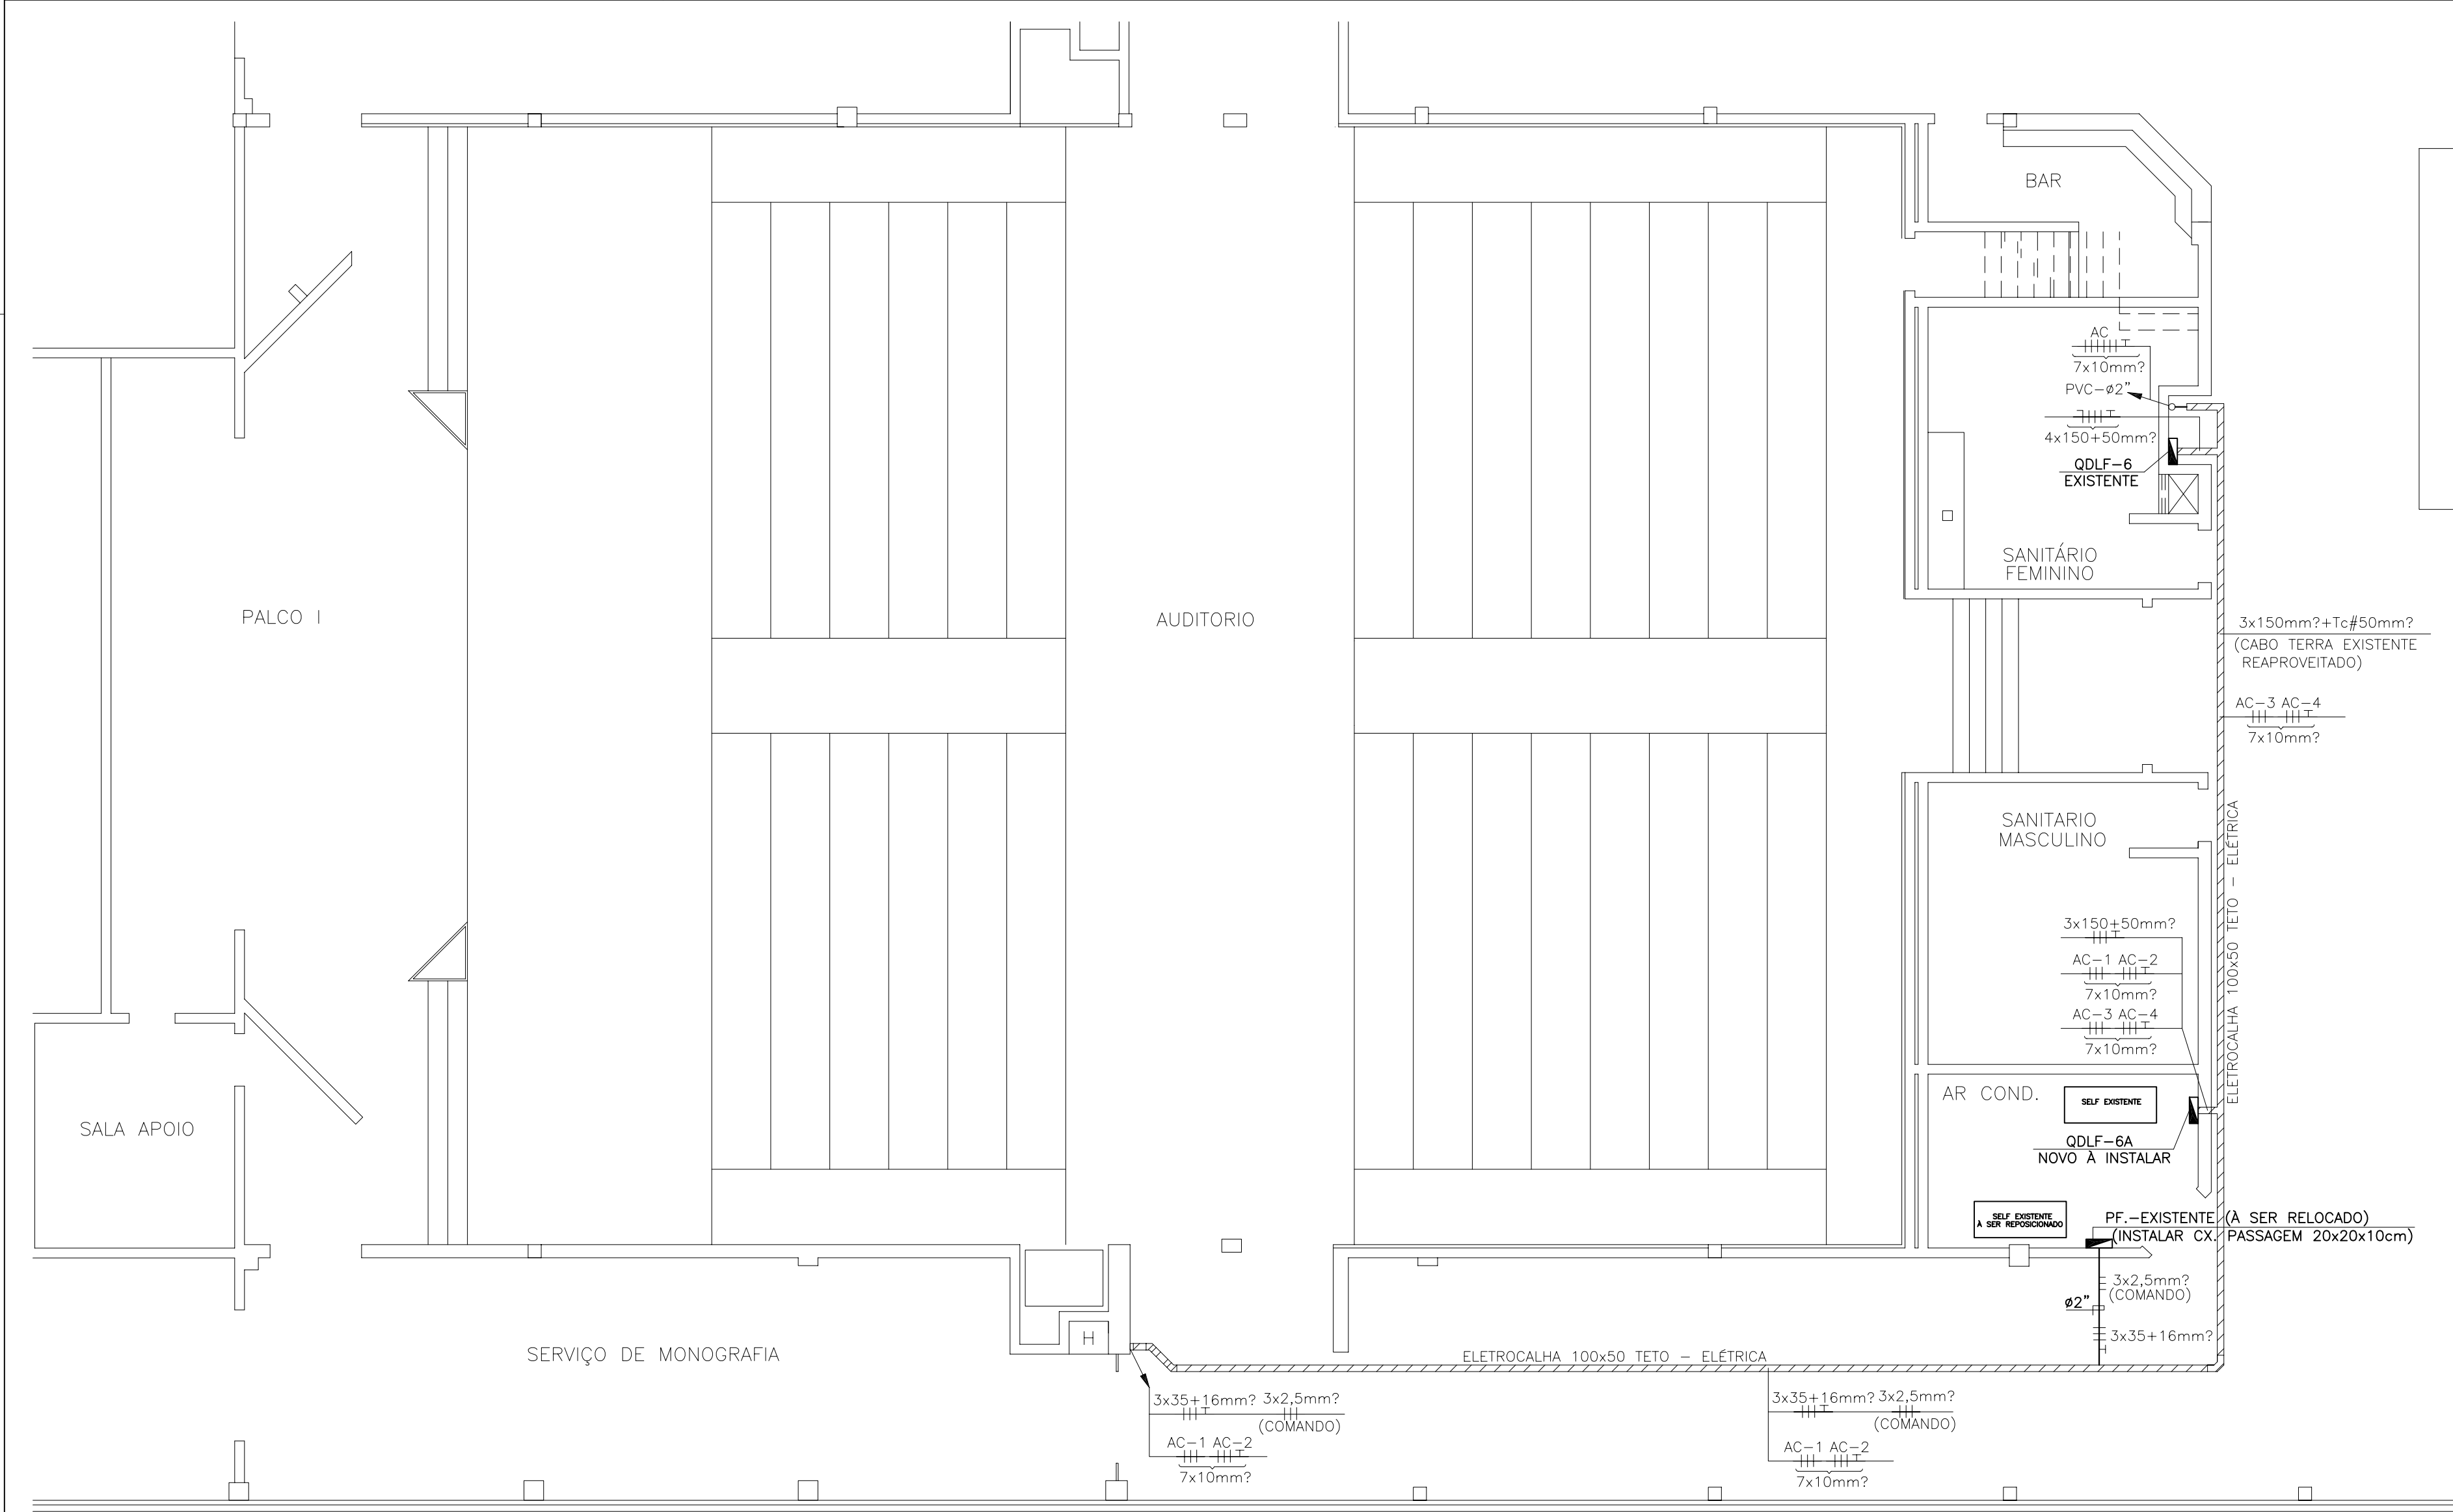 BAR
AC
7x10mm?
PVC-ø2"
4x150+50mm?
QDLF-6
EXISTENTE
SANITÁRIO
FEMININO
PALCO I
AUDITORIO
3x150mm?+Tc#50mm?
(CABO TERRA EXISTENTE
REAPROVEITADO)
AC-3 AC-4
7x10mm?
SANITARIO
MASCULINO
ELETROCALHA 100x50 TETO - ELÉTRICA
3x150+50mm?
AC-1 AC-2
7x10mm?
AC-3 AC-4
7x10mm?
AR COND.
SELF EXISTENTE
SALA APOIO
QDLF-6A
NOVO À INSTALAR
SELF EXISTENTE
À SER REPOSICIONADO
PF.-EXISTENTE (À SER RELOCADO)
(INSTALAR CX. PASSAGEM 20x20x10cm)
3x2,5mm?
(COMANDO)
ø2"
3x35+16mm?
H
SERVIÇO DE MONOGRAFIA
ELETROCALHA 100x50 TETO - ELÉTRICA
3x35+16mm? 3x2,5mm?
(COMANDO)
AC-1 AC-2
7x10mm?
3x35+16mm? 3x2,5mm?
(COMANDO)
AC-1 AC-2
7x10mm?